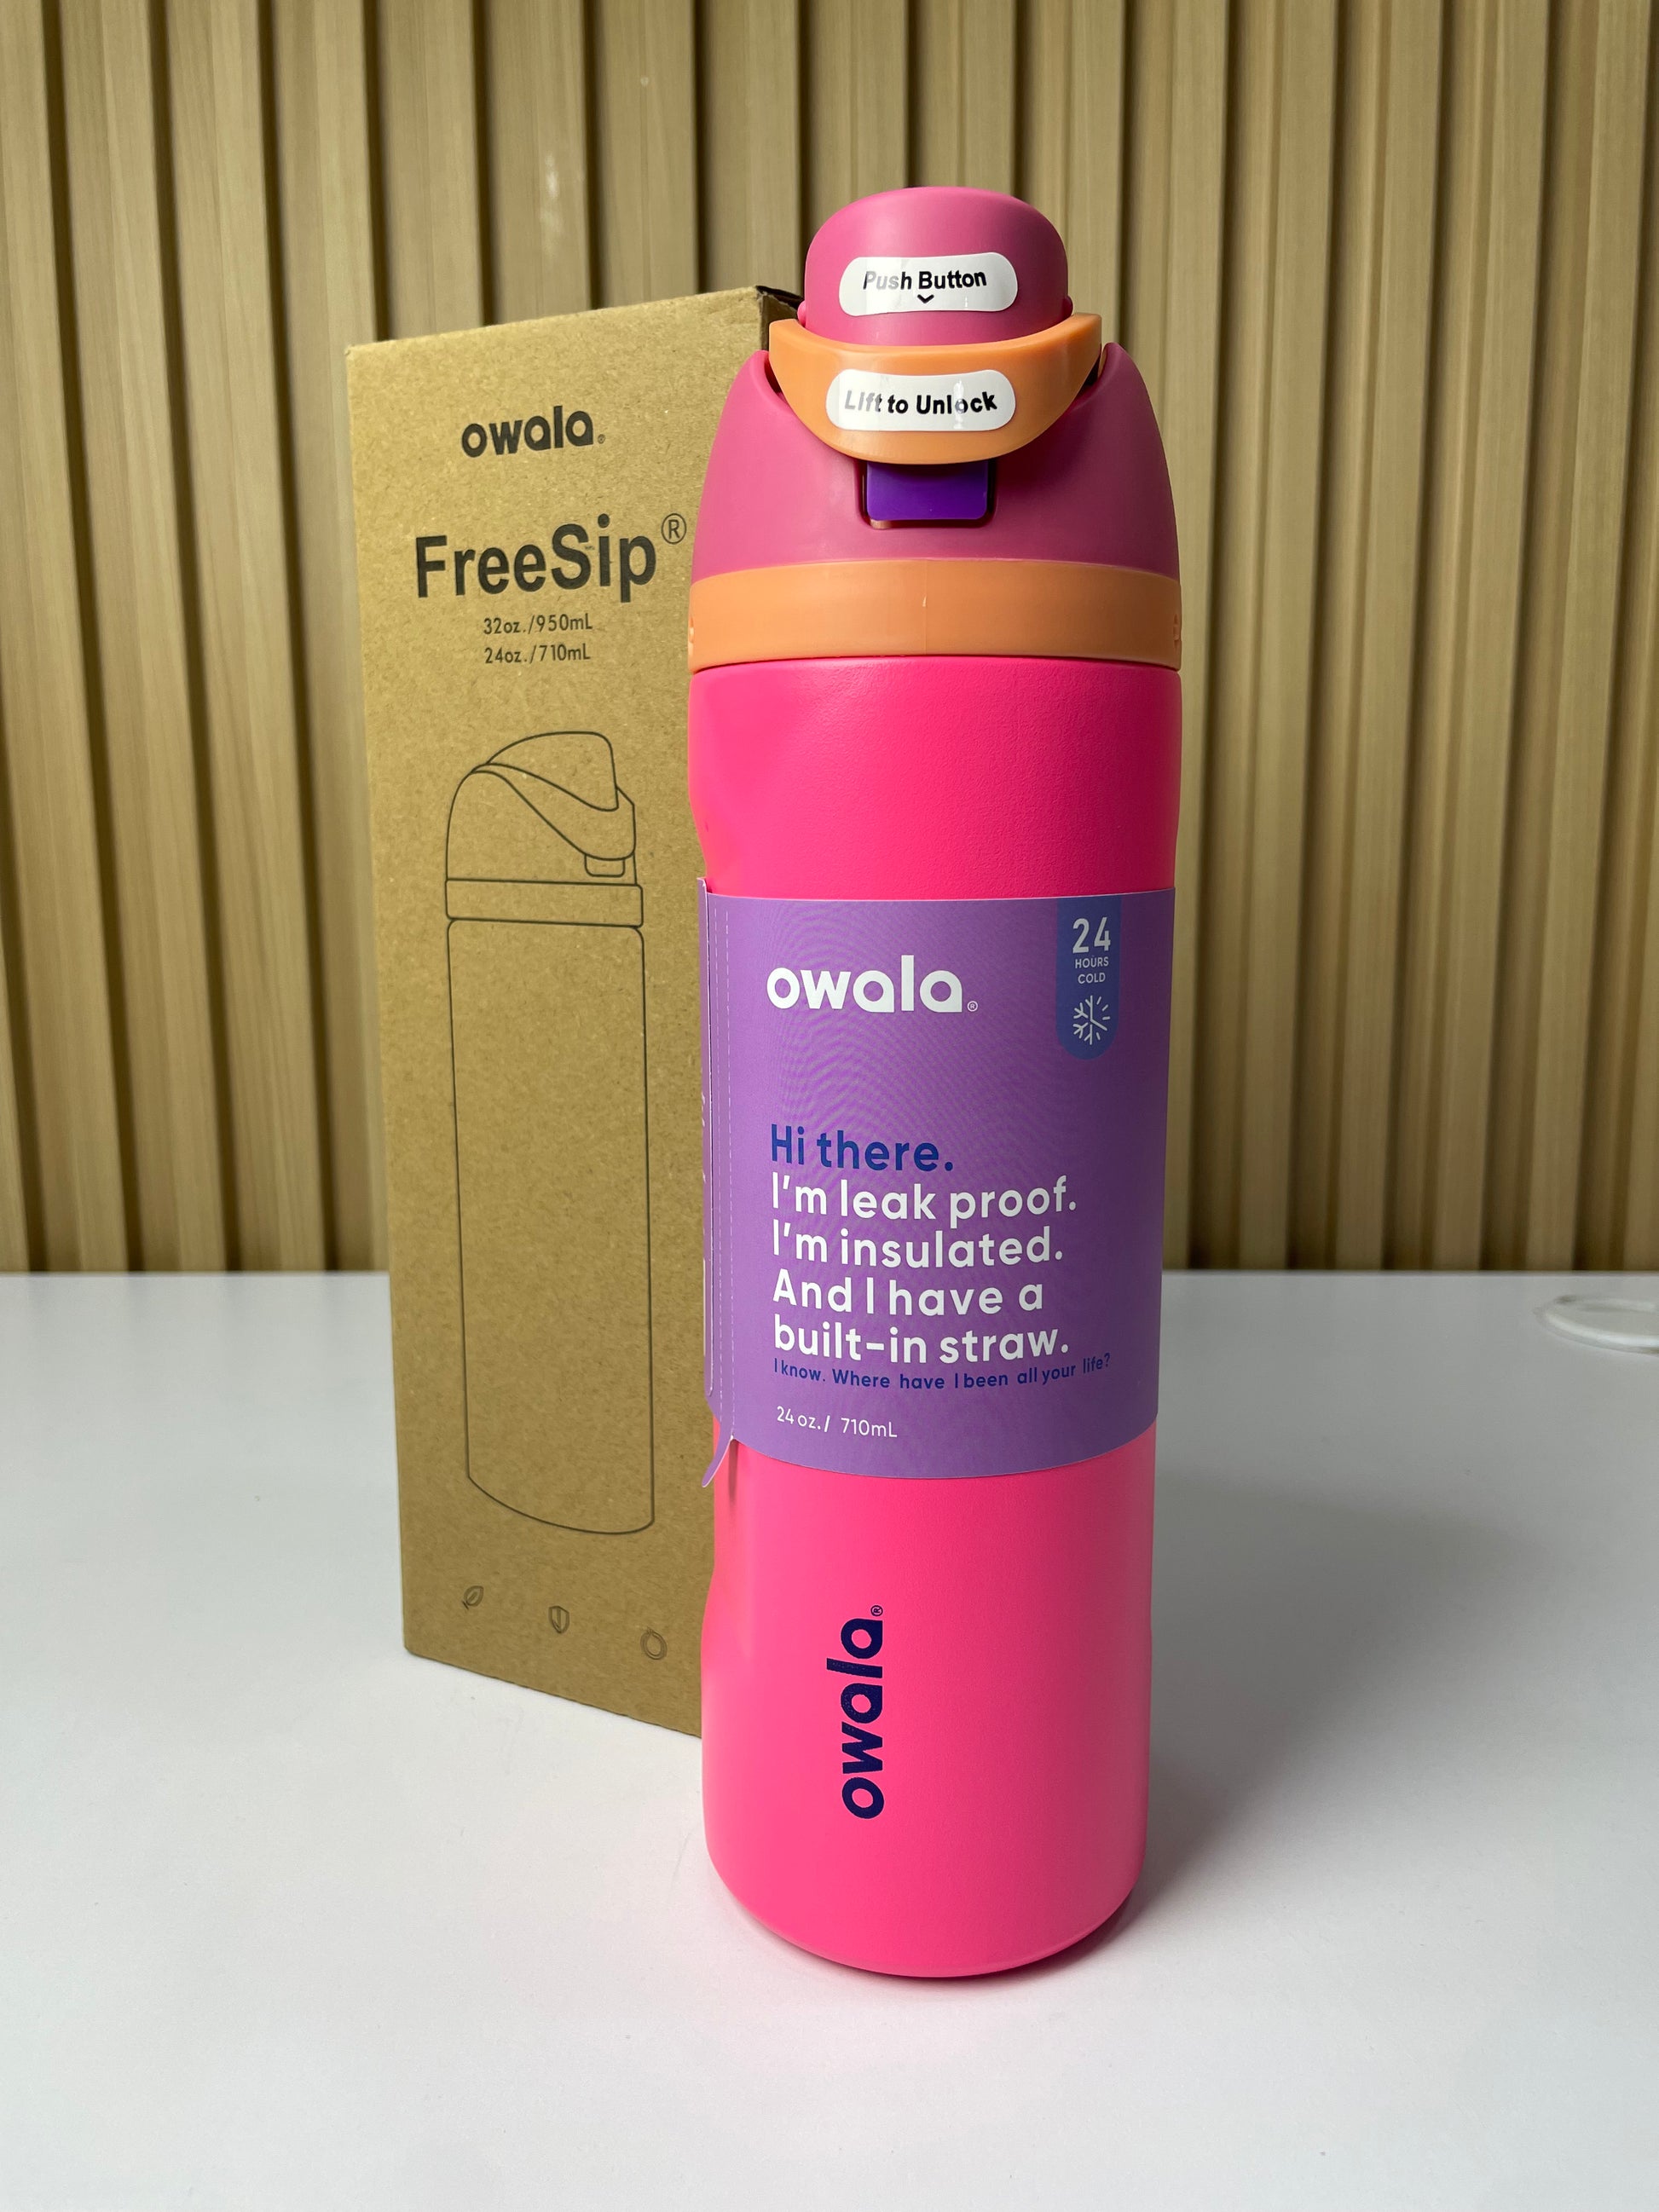 owala®
FreeSip®
32oz./950mL
24oz./710mL
Push Button
Lift to Unlock
owala®
24
HOURS
COLD
Hi there.
I'm leak proof.
I'm insulated.
And I have a
built-in straw.
I know. Where have I been all your life?
24 oz./ 710mL
owala®